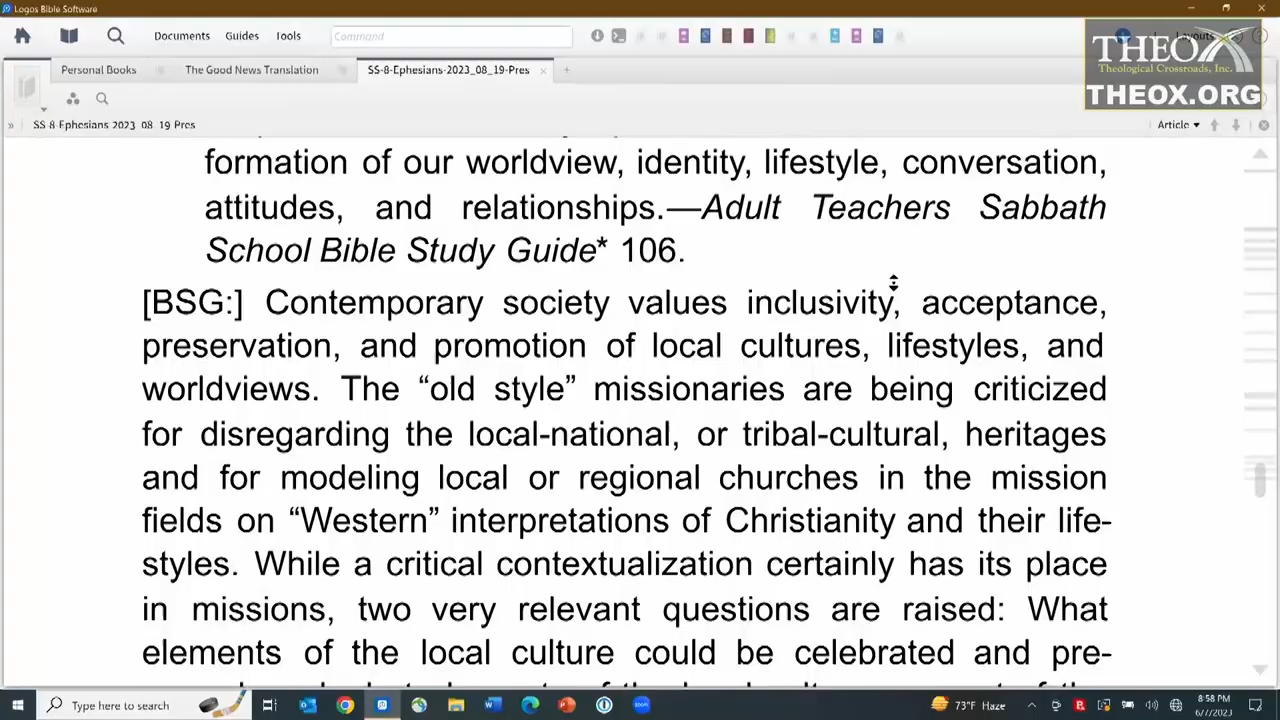 Logos Bible Software
Documents Guides Tools Command Layouts
THEOX
Theological Crossroads, Inc.
THEOX.ORG
Personal Books The Good News Translation SS-8-Ephesians-2023_08_19-Pres
SS-8-Ephesians-2023_08_19-Pres Article
formation of our worldview, identity, lifestyle, conversation,
attitudes, and relationships.—Adult Teachers Sabbath
School Bible Study Guide* 106.
[BSG:] Contemporary society values inclusivity, acceptance,
preservation, and promotion of local cultures, lifestyles, and
worldviews. The “old style” missionaries are being criticized
for disregarding the local-national, or tribal-cultural, heritages
and for modeling local or regional churches in the mission
fields on “Western” interpretations of Christianity and their life-
styles. While a critical contextualization certainly has its place
in missions, two very relevant questions are raised: What
elements of the local culture could be celebrated and pre-
Type here to search 73°F Haze 8:58 PM
6/7/2023